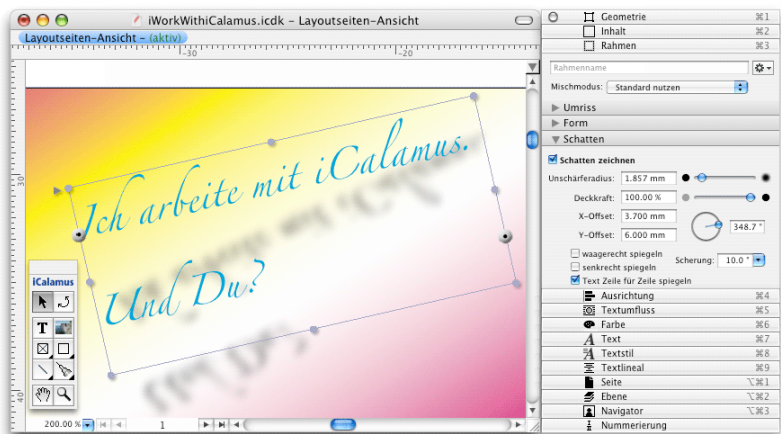 iWorkWithiCalamus.icdk – Layoutseiten-Ansicht
Layoutseiten-Ansicht – (aktiv)
-30
-20
30
40
Ich arbeite mit iCalamus.
Und Du?
iCalamus
T
200.00 %
1
Geometrie ⌘1
Inhalt ⌘2
Rahmen ⌘3
Rahmenname
Mischmodus: Standard nutzen
Umriss
Form
Schatten
Schatten zeichnen
Unschärferadius: 1.857 mm
Deckkraft: 100.00 %
X-Offset: 3.700 mm
348.7 °
Y-Offset: 6.000 mm
waagerecht spiegeln
Scherung: 10.0 °
senkrecht spiegeln
Text Zeile für Zeile spiegeln
Ausrichtung ⌘4
Textumfluss ⌘5
Farbe ⌘6
Text ⌘7
Textstil ⌘8
Textlineal ⌘9
Seite ⌥⌘1
Ebene ⌥⌘2
Navigator ⌥⌘3
Nummerierung